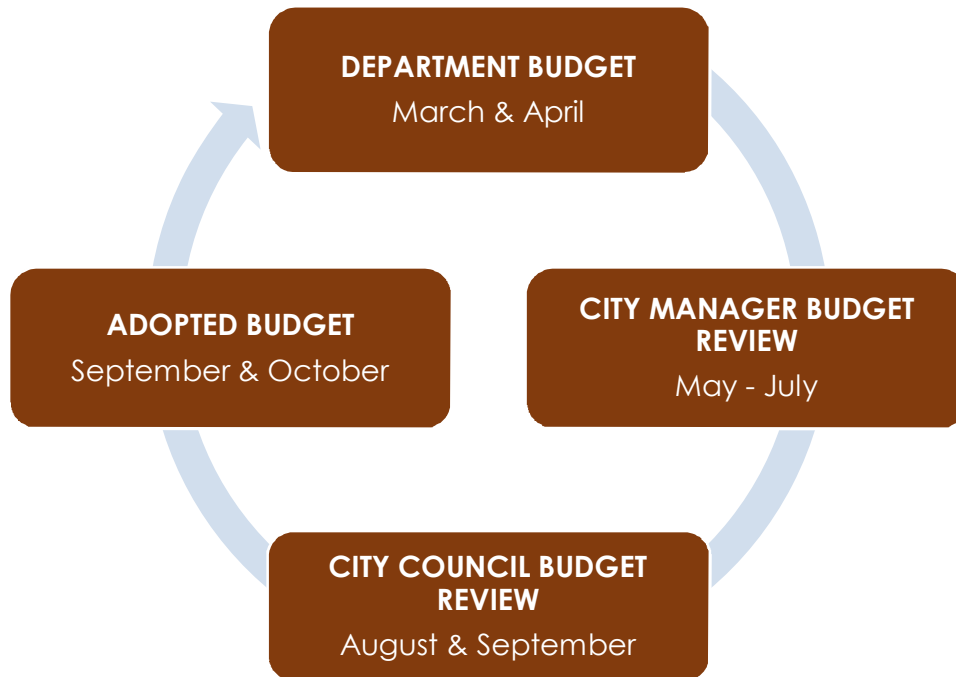 DEPARTMENT BUDGET
March & April
CITY MANAGER BUDGET
REVIEW
May - July
CITY COUNCIL BUDGET
REVIEW
August & September
ADOPTED BUDGET
September & October